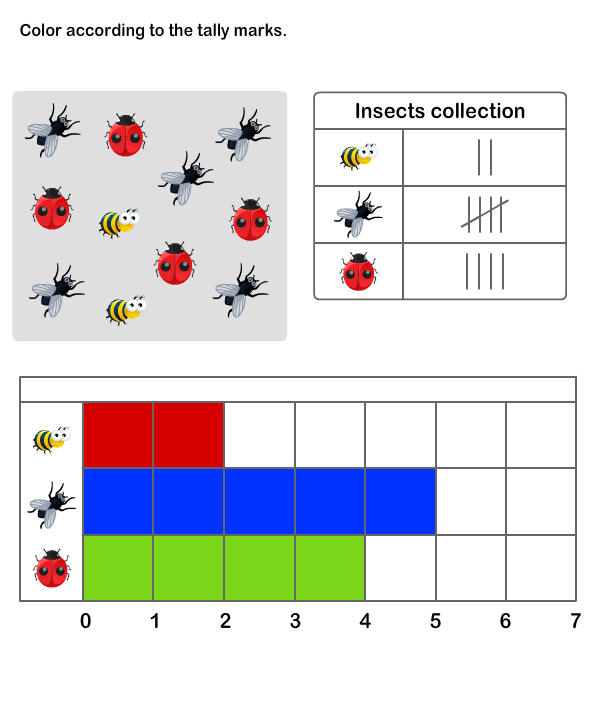 Color according to the tally marks.
Insects collection
0 1 2 3 4 5 6 7